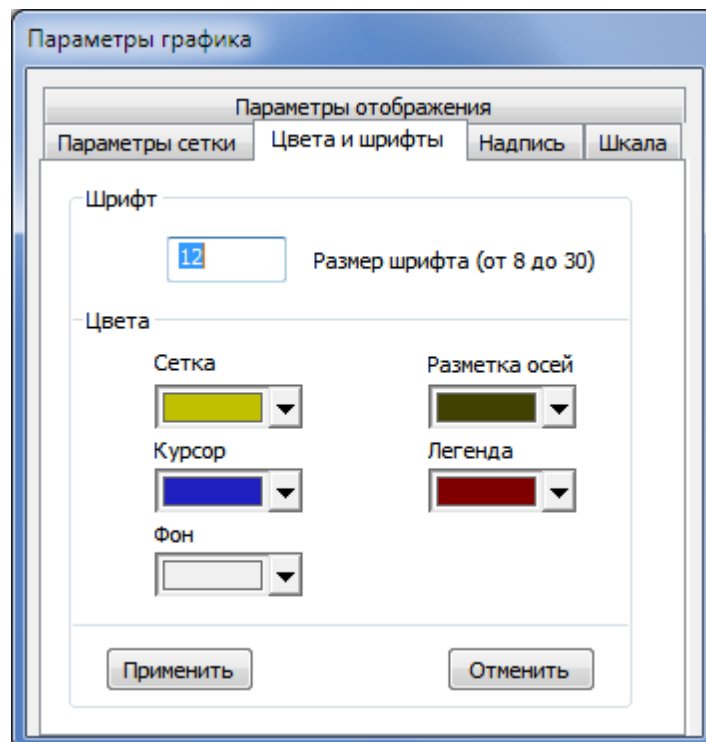 Параметры графика
Параметры отображения
Параметры сетки Цвета и шрифты Надпись Шкала
Шрифт
12 Размер шрифта (от 8 до 30)
Цвета
Сетка Разметка осей
Курсор Легенда
Фон
Применить Отменить